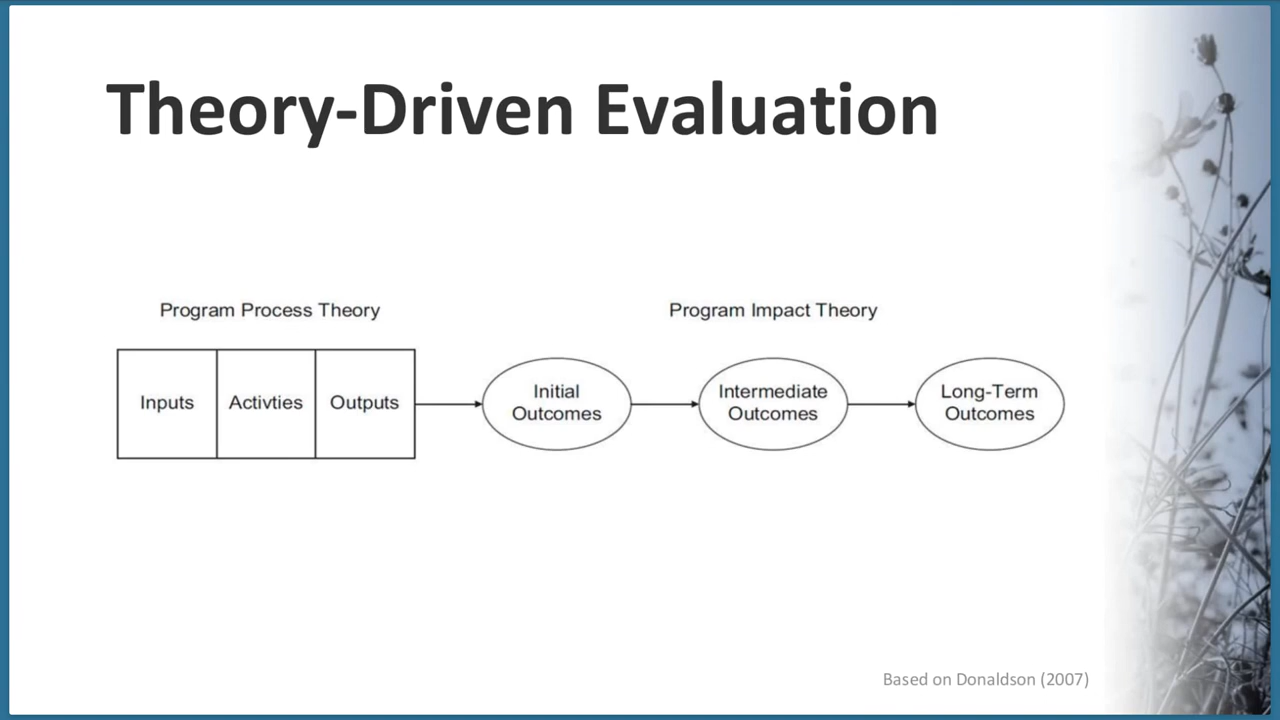 Theory-Driven Evaluation
Program Process Theory
Program Impact Theory
Inputs
Activties
Outputs
Initial
Outcomes
Intermediate
Outcomes
Long-Term
Outcomes
Based on Donaldson (2007)